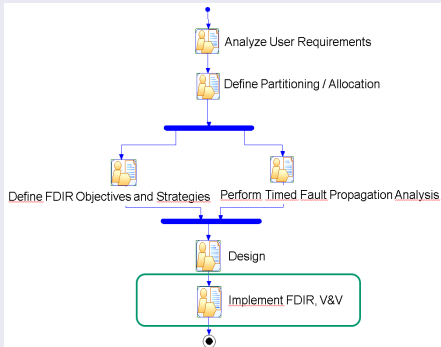 Analyze User Requirements
Define Partitioning / Allocation
Define FDIR Objectives and Strategies
Perform Timed Fault Propagation Analysis
Design
Implement FDIR, V&V